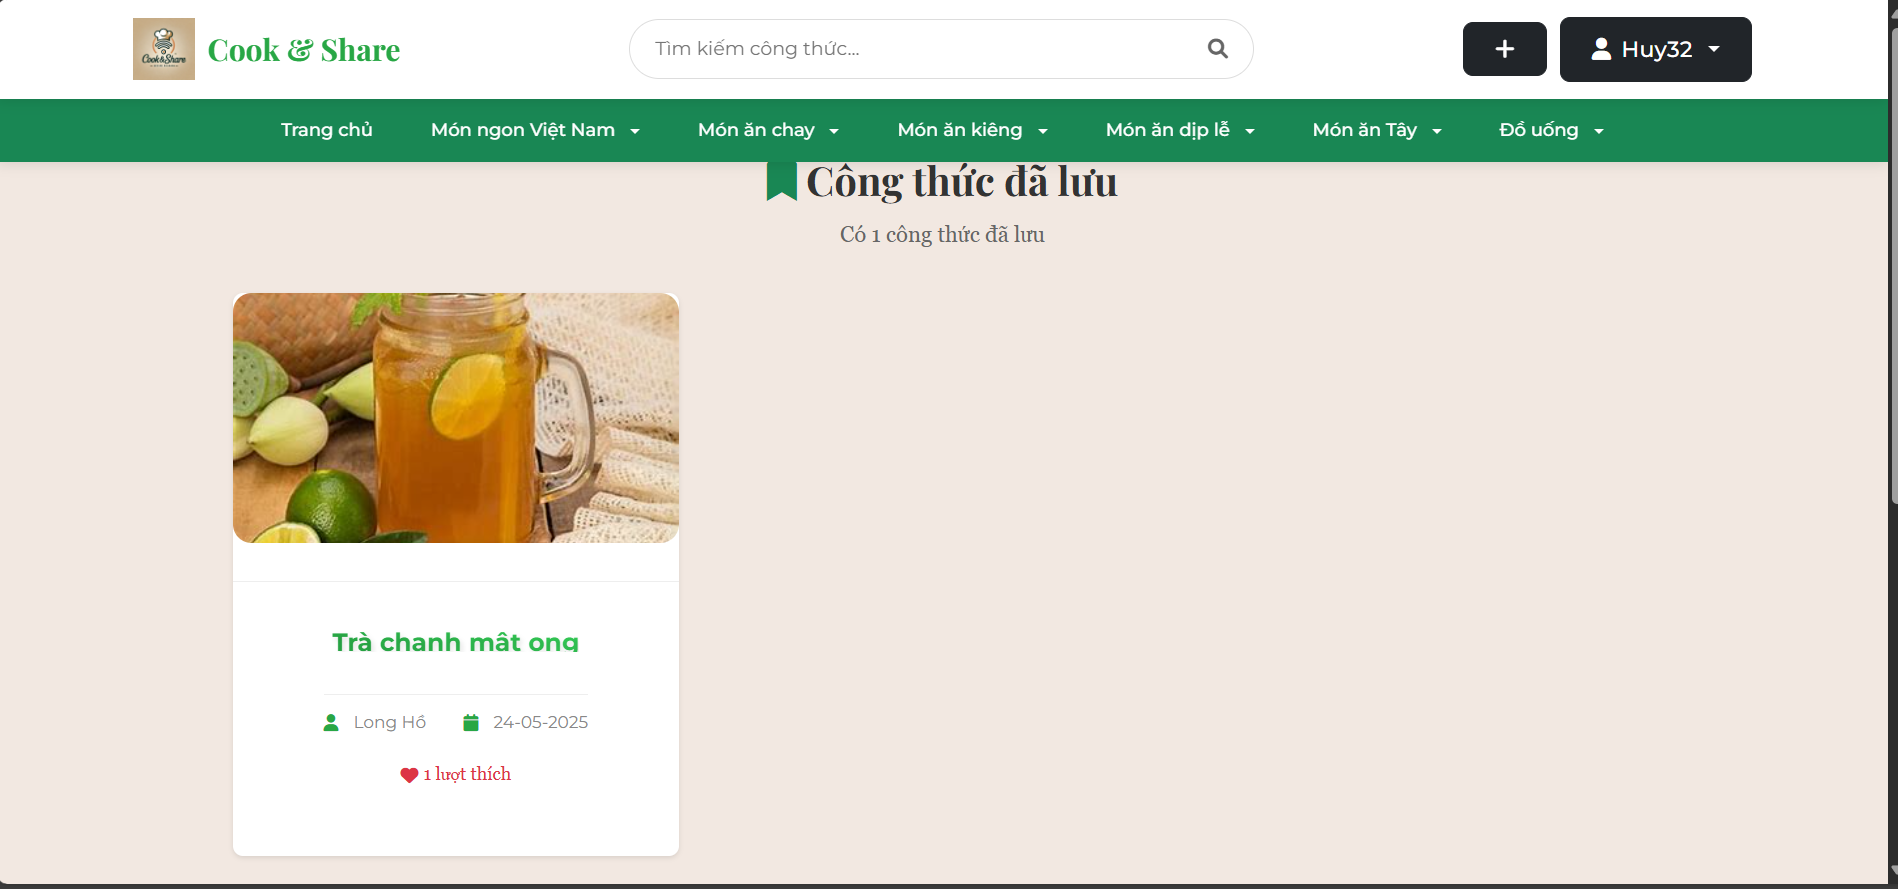 Cook & Share
Cook & Share
Tìm kiếm công thức...
Huy32
Trang chủ
Món ngon Việt Nam
Món ăn chay
Món ăn kiêng
Món ăn dịp lễ
Món ăn Tây
Đồ uống
Công thức đã lưu
Có 1 công thức đã lưu
Trà chanh mật ong
Long Hồ
24-05-2025
1 lượt thích